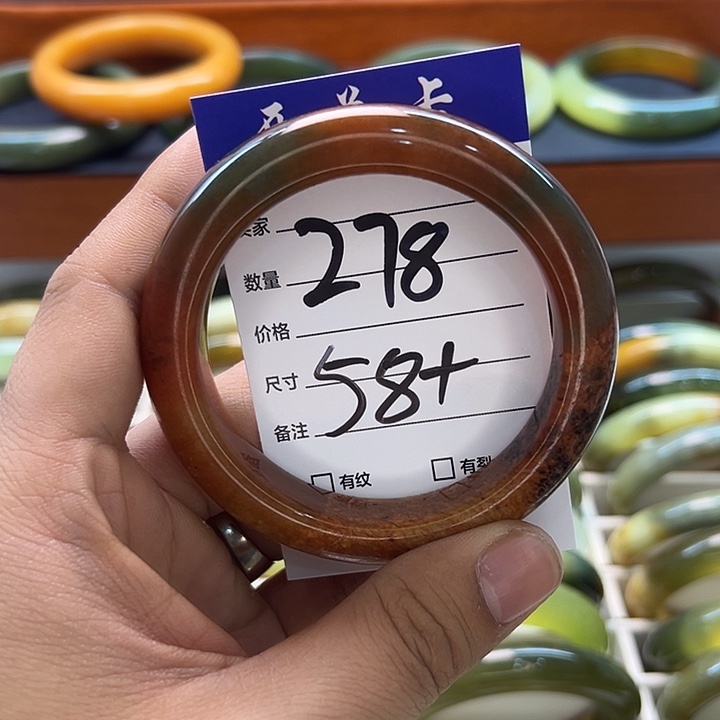 家
数量 278
价格
尺寸 58+
备注
有纹 有裂